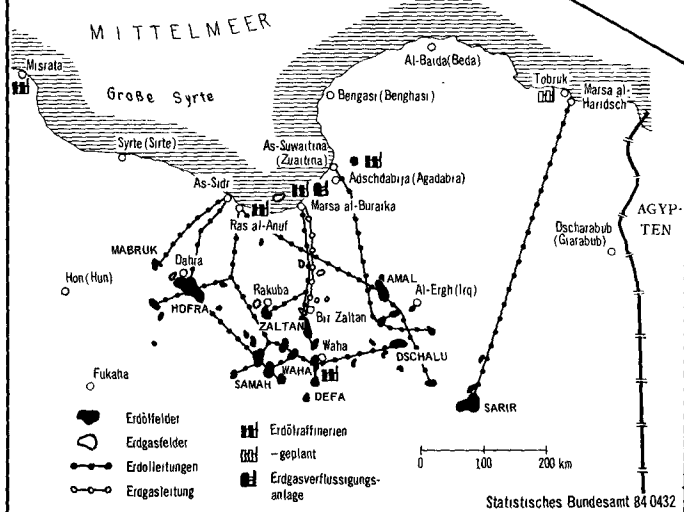 MITTELMEER
Misrata
Große Syrte
Al-Baida (Beda)
Tobruk
Marsa al-
Haridsch
Bengasi (Benghasi)
Syrte (Sirte)
As-Suwaitina
(Zuaitina)
Adschdabija (Agadabia)
As-Sidr
Marsa al-Buraika
Ras al-Anuf
ÄGYP-
TEN
Dscharabub
(Giarabub)
MABRUK
Dahra
Hon (Hun)
HOFRA
Rakuba
AMAL
Al-Ergh (Irq)
ZALTAN
Bir Zaltan
Waha
DSCHALU
WAHA
SAMAH
DEFA
Fukaha
SARIR
Erdölfelder
Erdgasfelder
Erdölleitungen
Erdgasleitung
Erdölraffinerien
-geplant
Erdgasverflüssigungs-
anlage
0 100 200 km
Statistisches Bundesamt 84 0432